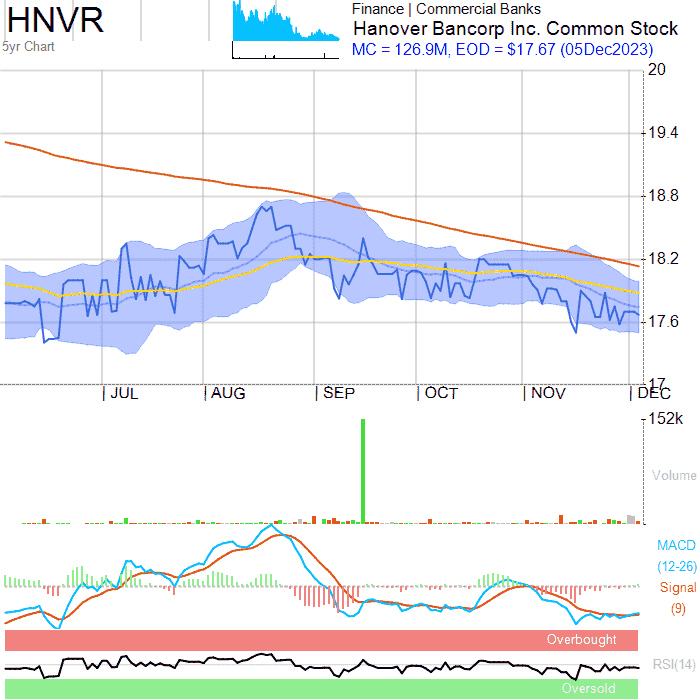 HNVR
5yr Chart
Finance | Commercial Banks
Hanover Bancorp Inc. Common Stock
MC = 126.9M, EOD = $17.67 (05Dec2023)
20
19.4
18.8
18.2
17.6
17
| JUL | AUG | SEP | OCT | NOV | DEC
152k
Volume
MACD
(12-26)
Signal
(9)
Overbought
RSI(14)
Oversold